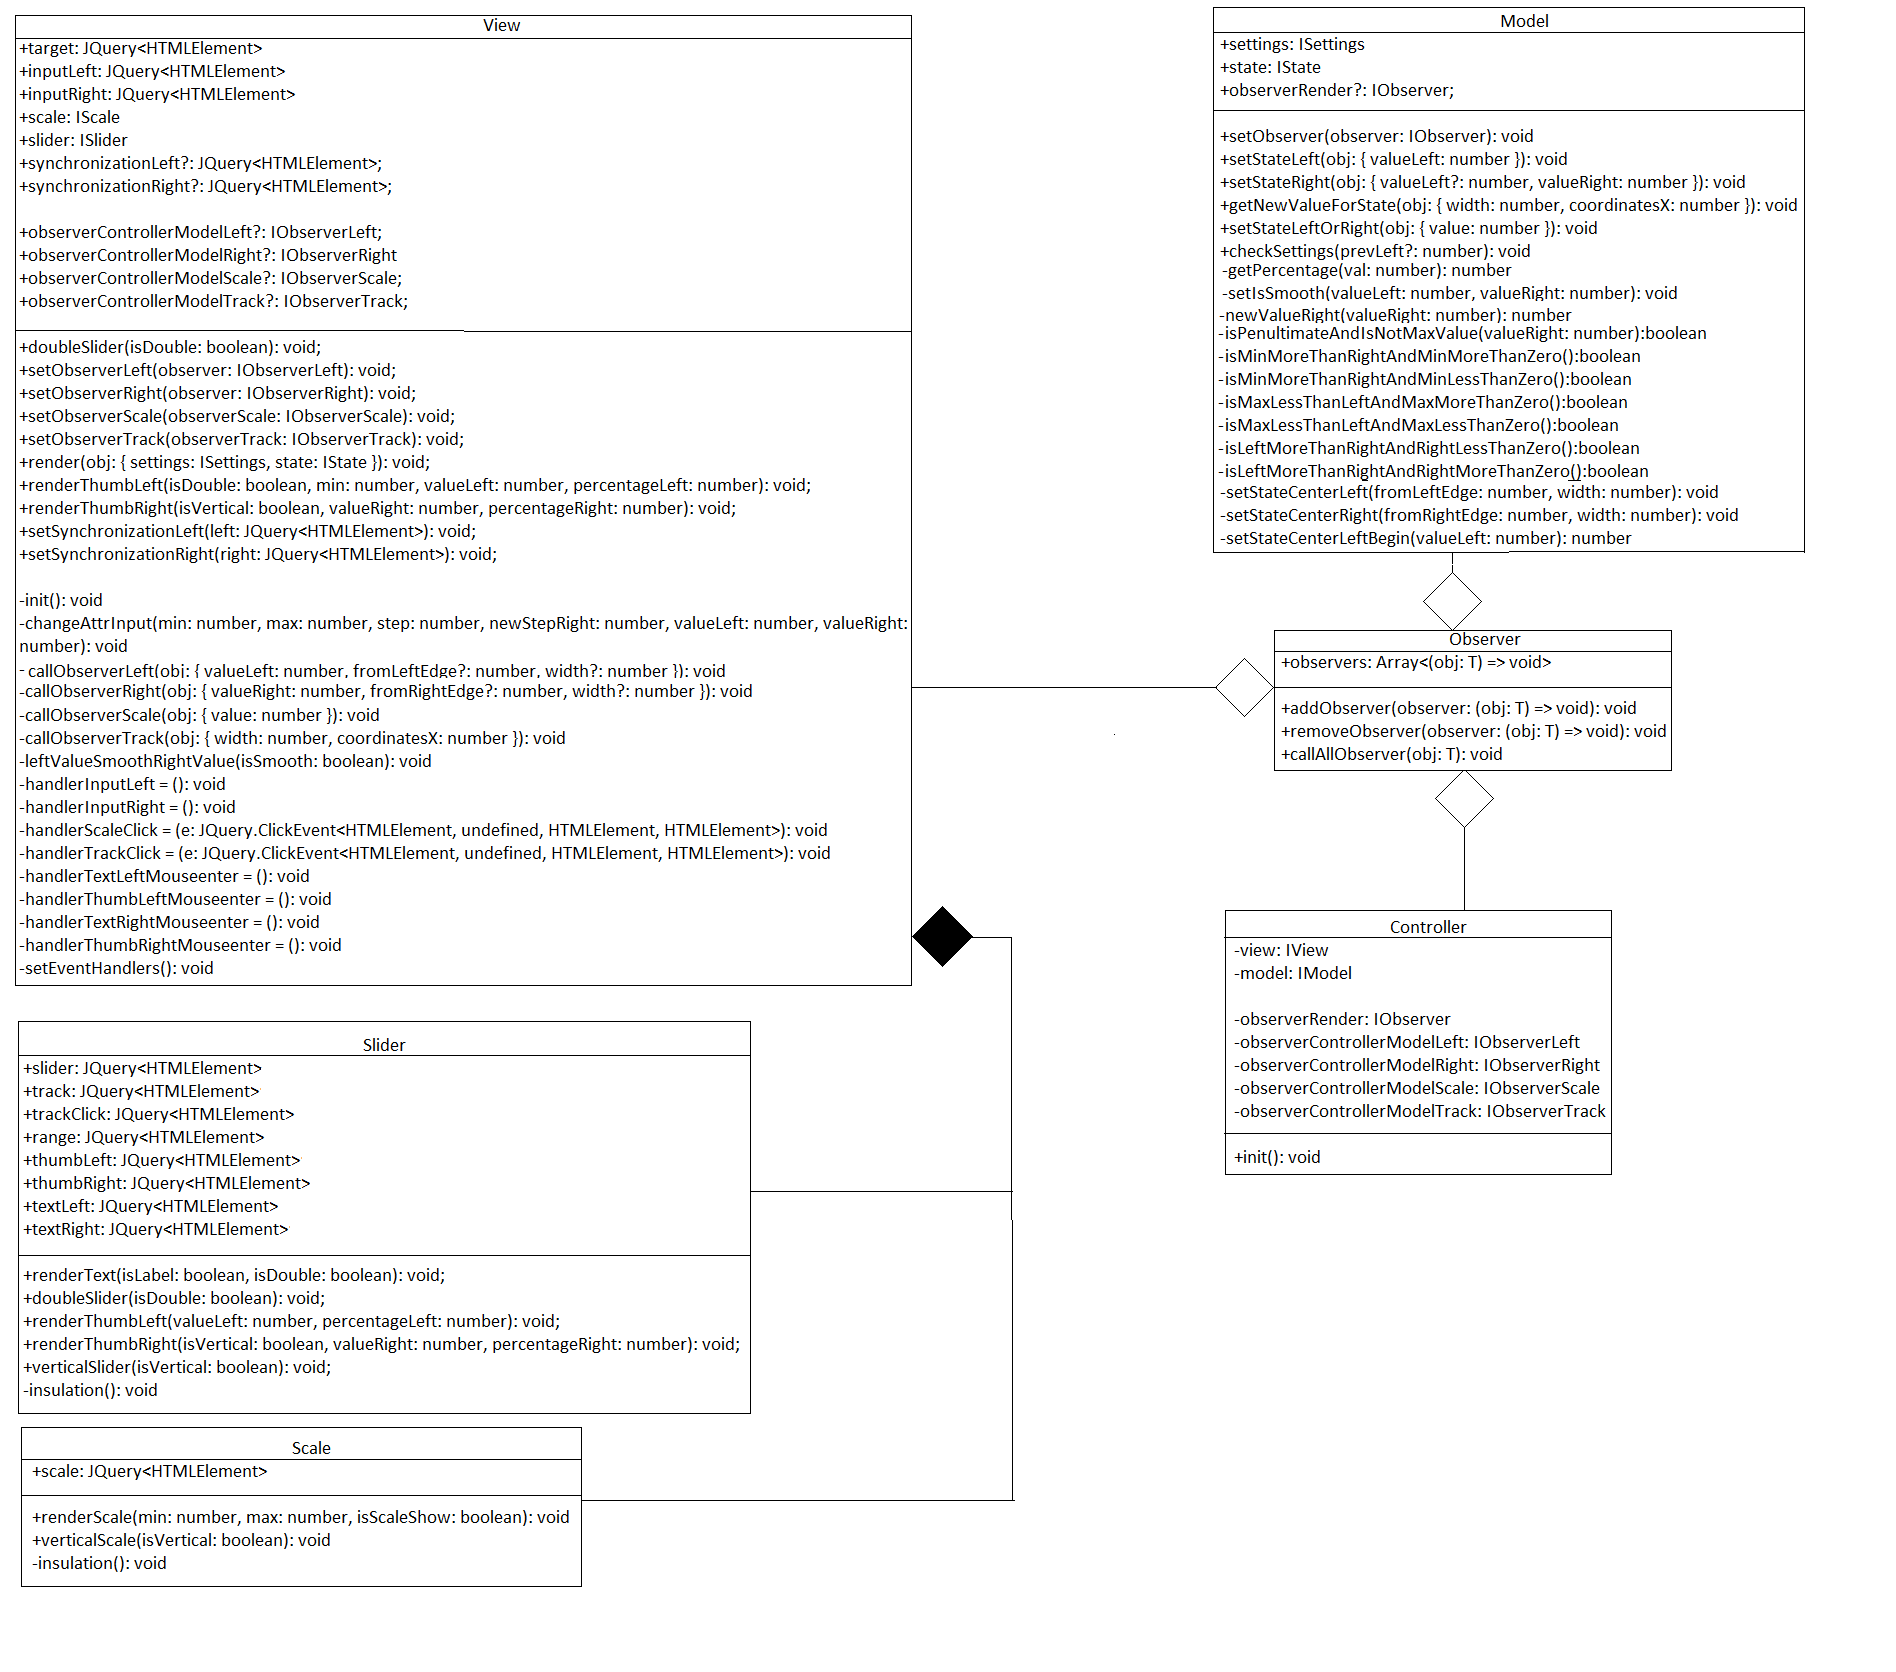 View
+target: JQuery<HTMLElement>
+inputLeft: JQuery<HTMLElement>
+inputRight: JQuery<HTMLElement>
+scale: IScale
+slider: ISlider
+synchronizationLeft?: JQuery<HTMLElement>;
+synchronizationRight?: JQuery<HTMLElement>;
+observerControllerModelLeft?: IObserverLeft;
+observerControllerModelRight?: IObserverRight
+observerControllerModelScale?: IObserverScale;
+observerControllerModelTrack?: IObserverTrack;
+doubleSlider(isDouble: boolean): void;
+setObserverLeft(observer: IObserverLeft): void;
+setObserverRight(observer: IObserverRight): void;
+setObserverScale(observerScale: IObserverScale): void;
+setObserverTrack(observerTrack: IObserverTrack): void;
+render(obj: { settings: ISettings, state: IState }): void;
+renderThumbLeft(isDouble: boolean, min: number, valueLeft: number, percentageLeft: number): void;
+renderThumbRight(isVertical: boolean, valueRight: number, percentageRight: number): void;
+setSynchronizationLeft(left: JQuery<HTMLElement>): void;
+setSynchronizationRight(right: JQuery<HTMLElement>): void;
-init(): void
-changeAttrInput(min: number, max: number, step: number, newStepRight: number, valueLeft: number, valueRight:
number): void
- callObserverLeft(obj: { valueLeft: number, fromLeftEdge?: number, width?: number }): void
-callObserverRight(obj: { valueRight: number, fromRightEdge?: number, width?: number }): void
-callObserverScale(obj: { value: number }): void
-callObserverTrack(obj: { width: number, coordinatesX: number }): void
-leftValueSmoothRightValue(isSmooth: boolean): void
-handlerInputLeft = (): void
-handlerInputRight = (): void
-handlerScaleClick = (e: JQuery.ClickEvent<HTMLElement, undefined, HTMLElement, HTMLElement>): void
-handlerTrackClick = (e: JQuery.ClickEvent<HTMLElement, undefined, HTMLElement, HTMLElement>): void
-handlerTextLeftMouseenter = (): void
-handlerThumbLeftMouseenter = (): void
-handlerTextRightMouseenter = (): void
-handlerThumbRightMouseenter = (): void
-setEventHandlers(): void
Model
+settings: ISettings
+state: IState
+observerRender?: IObserver;
+setObserver(observer: IObserver): void
+setStateLeft(obj: { valueLeft: number }): void
+setStateRight(obj: { valueLeft?: number, valueRight: number }): void
+getNewValueForState(obj: { width: number, coordinatesX: number }): void
+setStateLeftOrRight(obj: { value: number }): void
+checkSettings(prevLeft?: number): void
-getPercentage(val: number): number
-setIsSmooth(valueLeft: number, valueRight: number): void
-newValueRight(valueRight: number): number
-isPenultimateAndIsNotMaxValue(valueRight: number):boolean
-isMinMoreThanRightAndMinMoreThanZero():boolean
-isMinMoreThanRightAndMinLessThanZero():boolean
-isMaxLessThanLeftAndMaxMoreThanZero():boolean
-isMaxLessThanLeftAndMaxLessThanZero():boolean
-isLeftMoreThanRightAndRightLessThanZero():boolean
-isLeftMoreThanRightAndRightMoreThanZero():boolean
-setStateCenterLeft(fromLeftEdge: number, width: number): void
-setStateCenterRight(fromRightEdge: number, width: number): void
-setStateCenterLeftBegin(valueLeft: number): number
Observer
+observers: Array<(obj: T) => void>
+addObserver(observer: (obj: T) => void): void
+removeObserver(observer: (obj: T) => void): void
+callAllObserver(obj: T): void
Controller
-view: IView
-model: IModel
-observerRender: IObserver
-observerControllerModelLeft: IObserverLeft
-observerControllerModelRight: IObserverRight
-observerControllerModelScale: IObserverScale
-observerControllerModelTrack: IObserverTrack
+init(): void
Slider
+slider: JQuery<HTMLElement>
+track: JQuery<HTMLElement>
+trackClick: JQuery<HTMLElement>
+range: JQuery<HTMLElement>
+thumbLeft: JQuery<HTMLElement>
+thumbRight: JQuery<HTMLElement>
+textLeft: JQuery<HTMLElement>
+textRight: JQuery<HTMLElement>
+renderText(isLabel: boolean, isDouble: boolean): void;
+doubleSlider(isDouble: boolean): void;
+renderThumbLeft(valueLeft: number, percentageLeft: number): void;
+renderThumbRight(isVertical: boolean, valueRight: number, percentageRight: number): void;
+verticalSlider(isVertical: boolean): void;
-insulation(): void
Scale
+scale: JQuery<HTMLElement>
+renderScale(min: number, max: number, isScaleShow: boolean): void
+verticalScale(isVertical: boolean): void
-insulation(): void